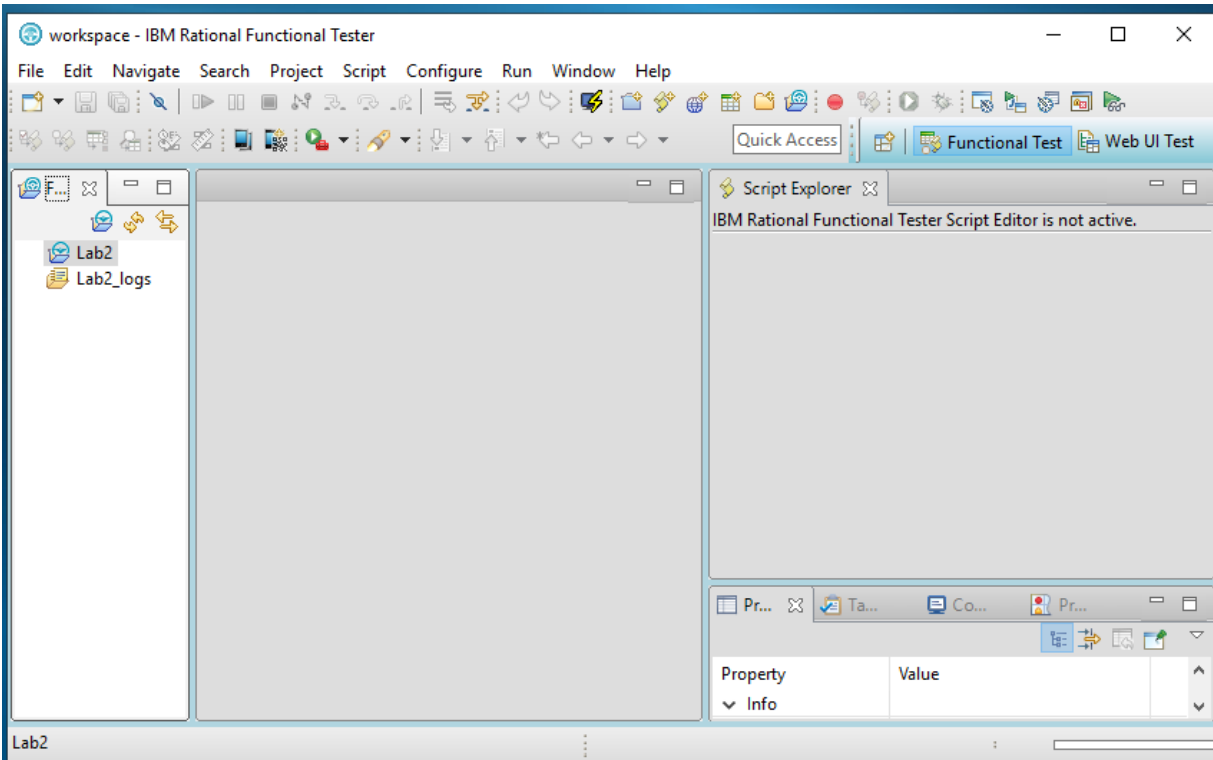 workspace - IBM Rational Functional Tester
File Edit Navigate Search Project Script Configure Run Window Help
Quick Access Functional Test Web UI Test
F...
Script Explorer
IBM Rational Functional Tester Script Editor is not active.
Lab2
Lab2_logs
Pr... Ta... Co... Pr...
Property Value
Info
Lab2